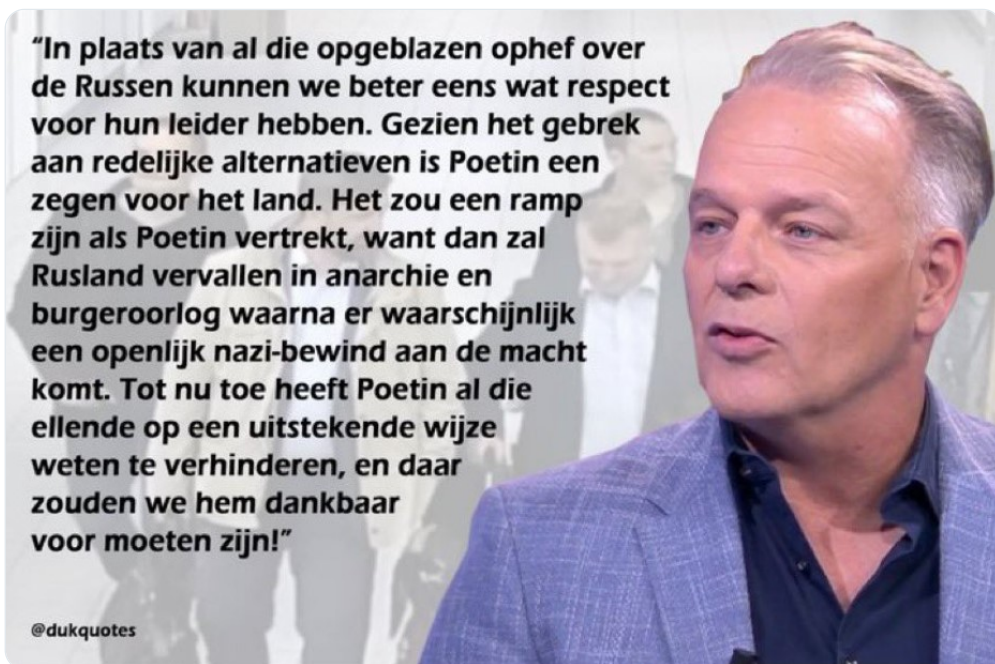 “In plaats van al die opgeblazen ophef over
de Russen kunnen we beter eens wat respect
voor hun leider hebben. Gezien het gebrek
aan redelijke alternatieven is Poetin een
zegen voor het land. Het zou een ramp
zijn als Poetin vertrekt, want dan zal
Rusland vervallen in anarchie en
burgeroorlog waarna er waarschijnlijk
een openlijk nazi-bewind aan de macht
komt. Tot nu toe heeft Poetin al die
ellende op een uitstekende wijze
weten te verhinderen, en daar
zouden we hem dankbaar
voor moeten zijn!”
@dukquotes